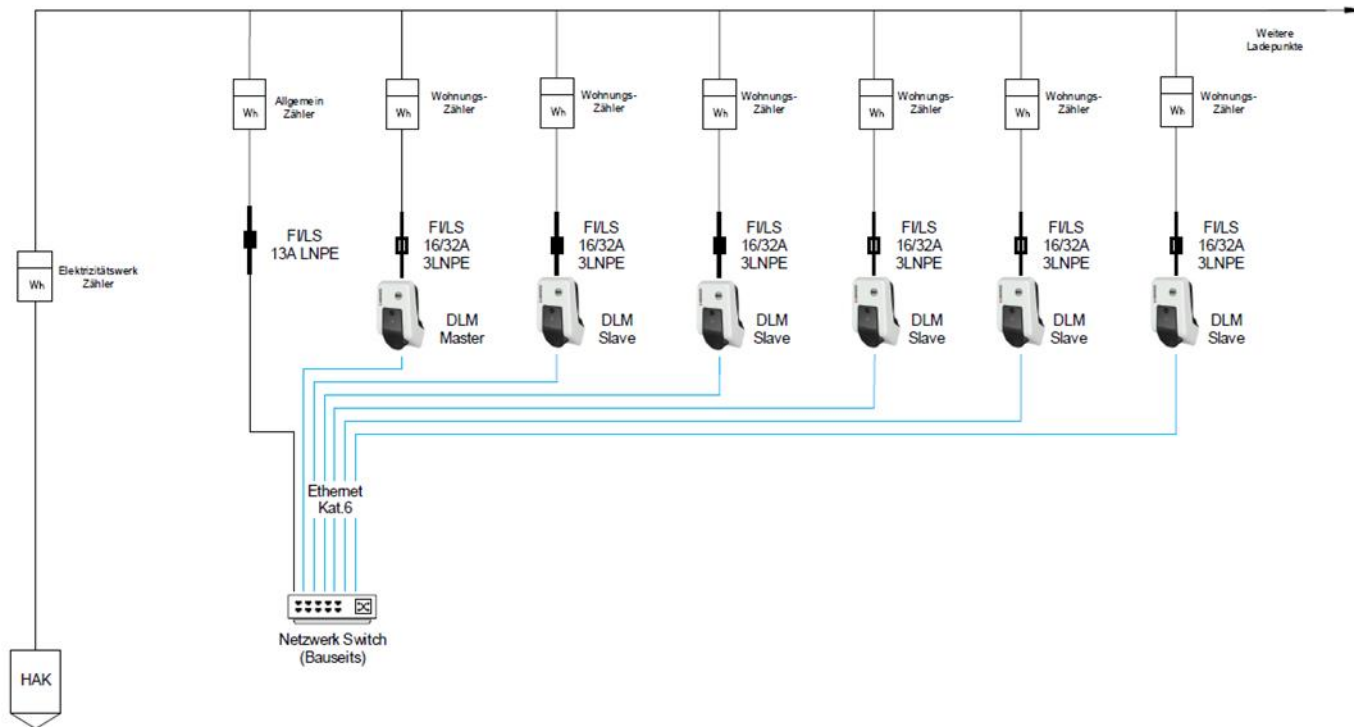 Weitere
Ladepunkte
Wh
Allgemein
Zähler
Wh
Wohnungs-
Zähler
Wh
Wohnungs-
Zähler
Wh
Wohnungs-
Zähler
Wh
Wohnungs-
Zähler
Wh
Wohnungs-
Zähler
Wh
Wohnungs-
Zähler
Wh
Elektrizitätswerk
Zähler
FI/LS
13A LNPE
FI/LS
16/32A
3LNPE
FI/LS
16/32A
3LNPE
FI/LS
16/32A
3LNPE
FI/LS
16/32A
3LNPE
FI/LS
16/32A
3LNPE
FI/LS
16/32A
3LNPE
DLM
Master
DLM
Slave
DLM
Slave
DLM
Slave
DLM
Slave
DLM
Slave
Ethernet
Kat.6
Netzwerk Switch
(Bauseits)
HAK